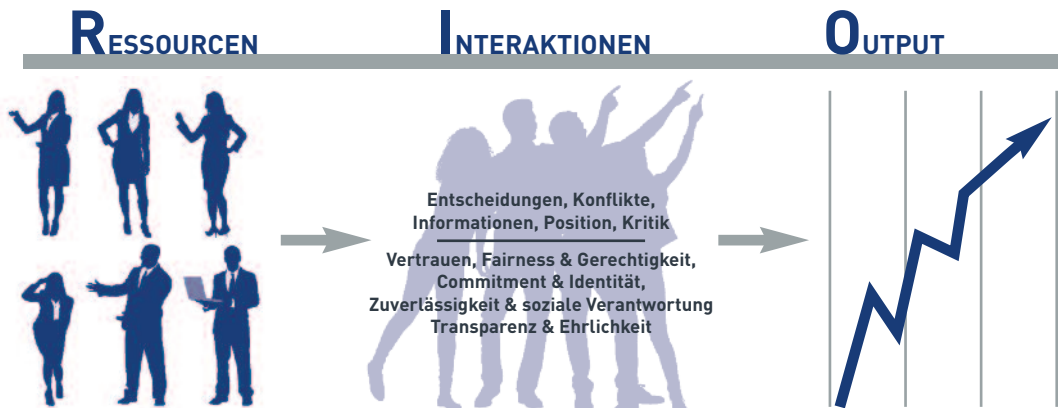 RESSOURCEN
INTERAKTIONEN
OUTPUT
Entscheidungen, Konflikte,
Informationen, Position, Kritik
Vertrauen, Fairness & Gerechtigkeit,
Commitment & Identität,
Zuverlässigkeit & soziale Verantwortung
Transparenz & Ehrlichkeit